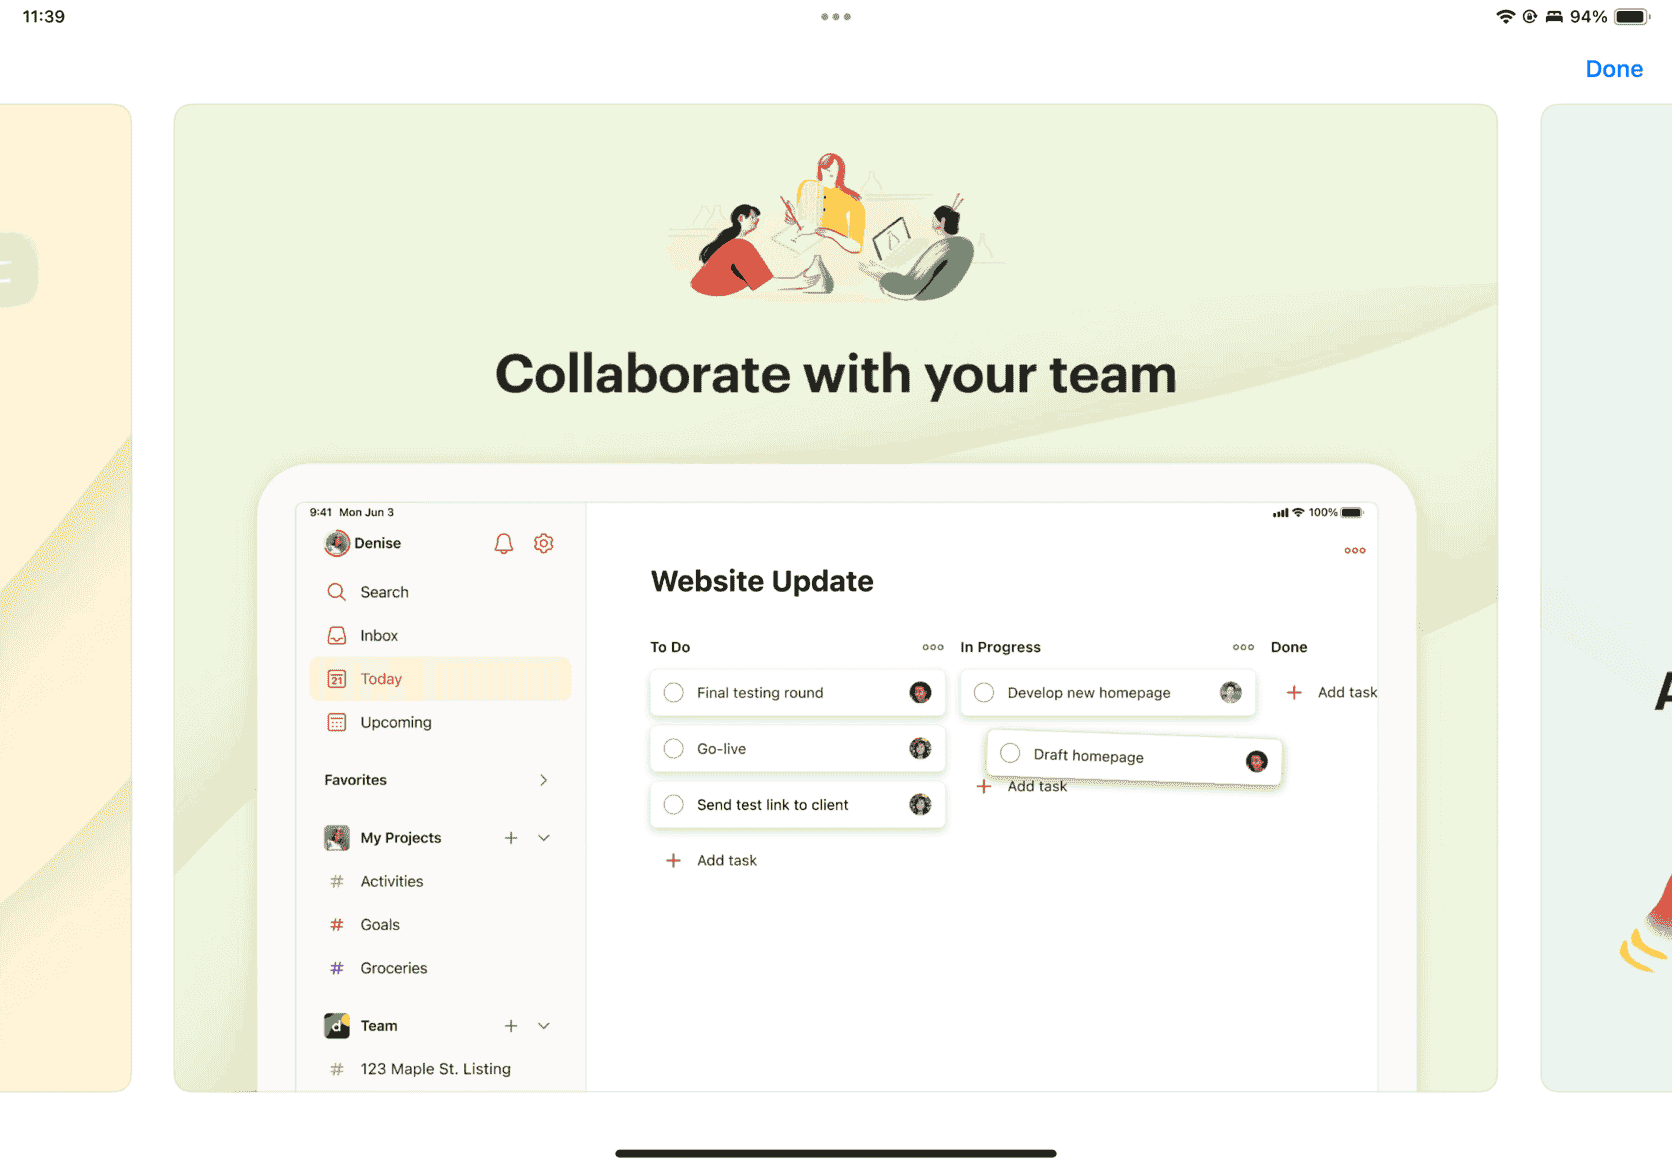 11:39
94%
Done
Collaborate with your team
9:41 Mon Jun 3
100%
Denise
Search
Inbox
21 Today
Upcoming
Favorites
My Projects
# Activities
# Goals
# Groceries
d Team
# 123 Maple St. Listing
Website Update
To Do
Final testing round
Go-live
Send test link to client
+ Add task
In Progress
Develop new homepage
Draft homepage
+ Add task
Done
+ Add task